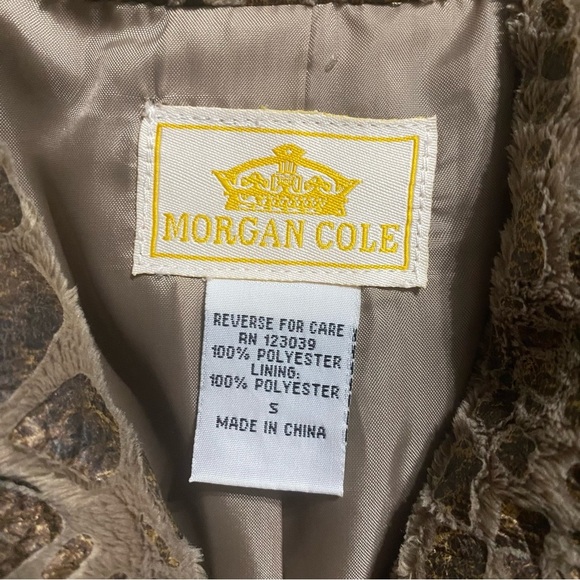 MORGAN COLE
REVERSE FOR CARE
RN 123039
100% POLYESTER
LINING:
100% POLYESTER
S
MADE IN CHINA